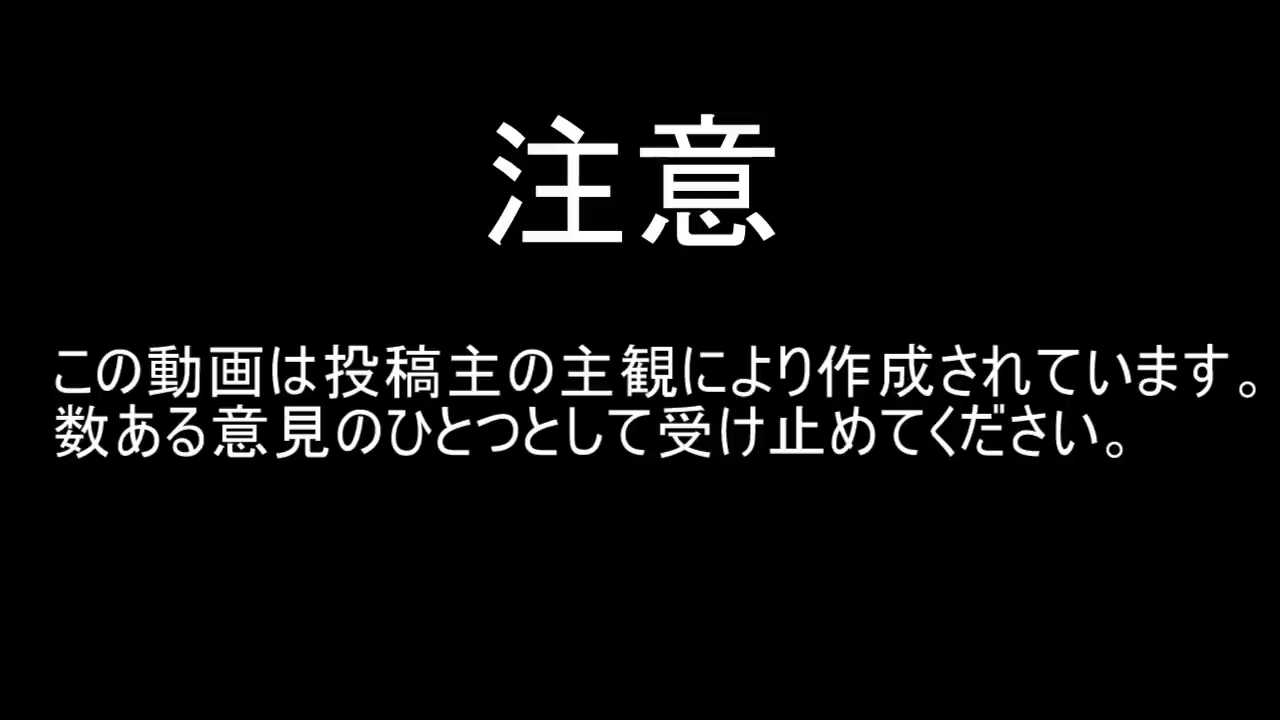 注意
この動画は投稿主の主観により作成されています。
数ある意見のひとつとして受け止めてください。